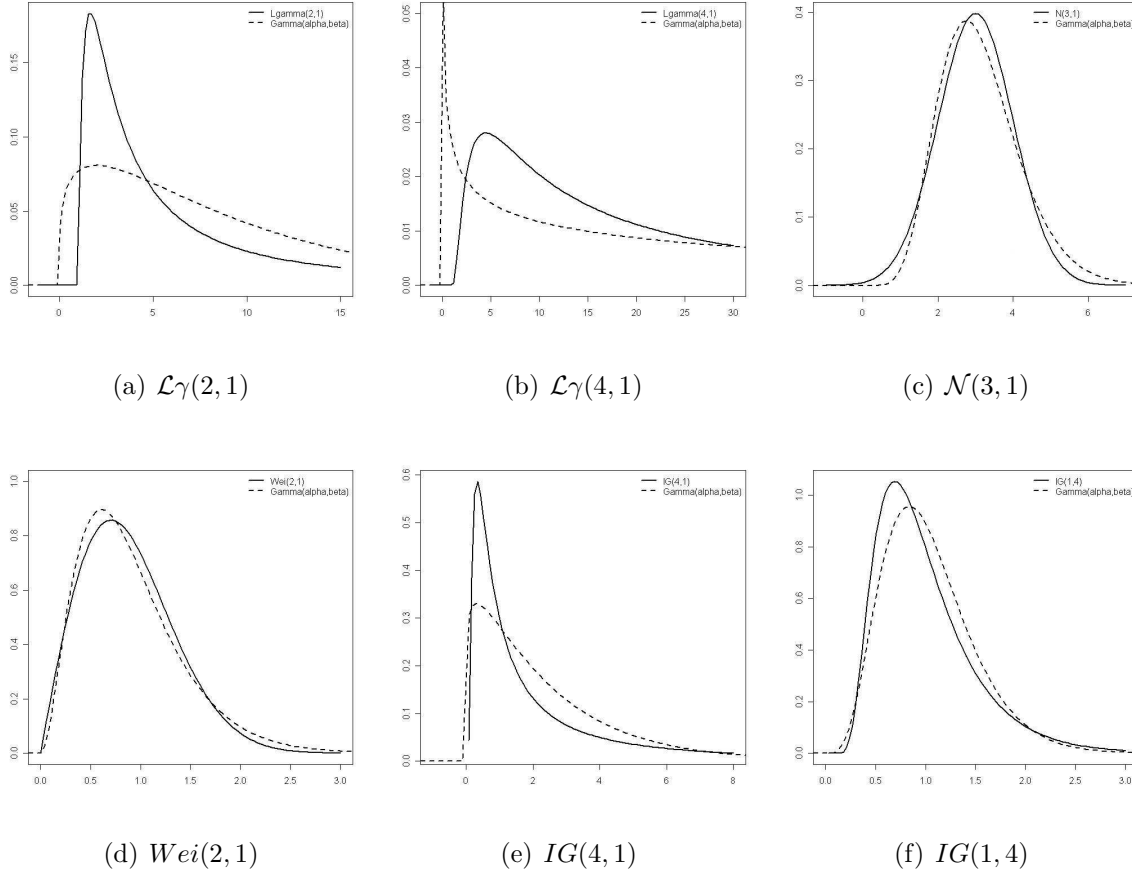 Lgamma(2,1)
Gamma(alpha,beta)
0.15
0.10
0.05
0.00
0 5 10 15
(a) ℒγ(2, 1)
Lgamma(4,1)
Gamma(alpha,beta)
0.05
0.04
0.03
0.02
0.01
0.00
0 5 10 15 20 25 30
(b) ℒγ(4, 1)
N(3,1)
Gamma(alpha,beta)
0.4
0.3
0.2
0.1
0.0
0 2 4 6
(c) 𝒩(3, 1)
Wei(2,1)
Gamma(alpha,beta)
1.0
0.8
0.6
0.4
0.2
0.0
0.0 0.5 1.0 1.5 2.0 2.5 3.0
(d) Wei(2, 1)
IG(4,1)
Gamma(alpha,beta)
0.6
0.5
0.4
0.3
0.2
0.1
0.0
0 2 4 6 8
(e) IG(4, 1)
IG(1,4)
Gamma(alpha,beta)
1.0
0.8
0.6
0.4
0.2
0.0
0.0 0.5 1.0 1.5 2.0 2.5 3.0
(f) IG(1, 4)